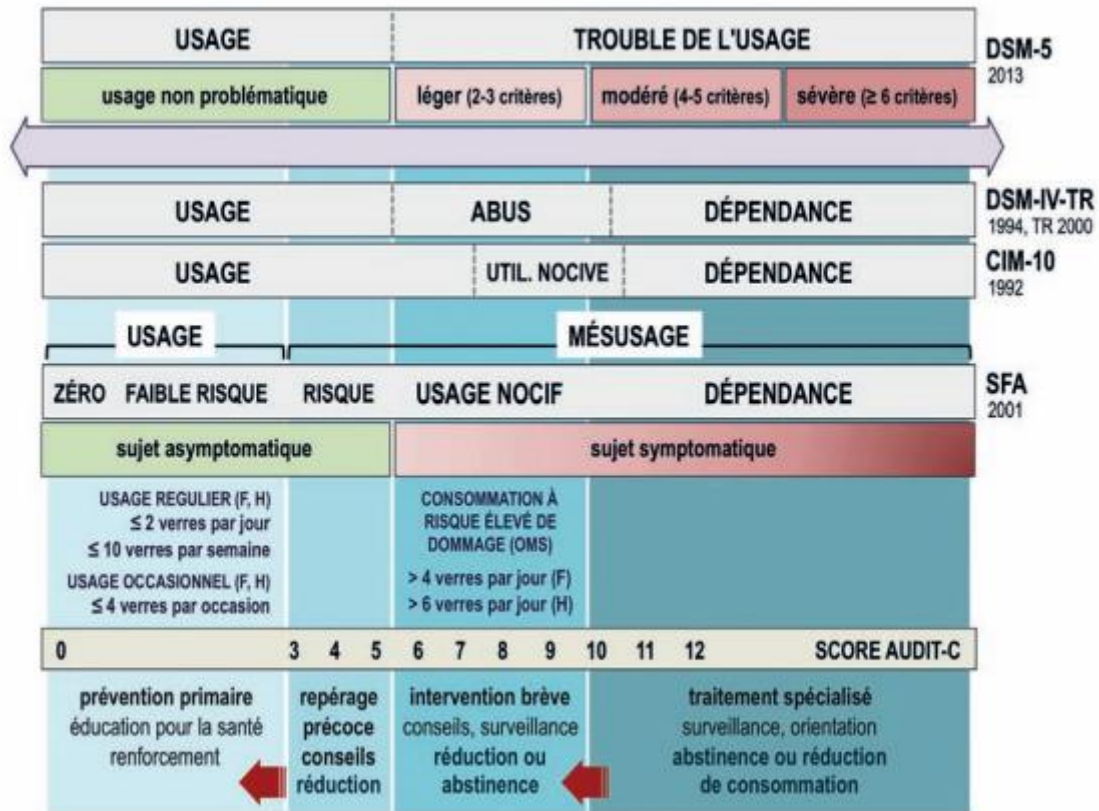 USAGE TROUBLE DE L'USAGE DSM-5
2013
usage non problématique léger (2-3 critères) modéré (4-5 critères) sévère (≥ 6 critères)
USAGE ABUS DÉPENDANCE DSM-IV-TR
1994, TR 2000
USAGE UTIL. NOCIVE DÉPENDANCE CIM-10
1992
USAGE MÉSUSAGE
ZÉRO FAIBLE RISQUE RISQUE USAGE NOCIF DÉPENDANCE SFA
2001
sujet asymptomatique sujet symptomatique
USAGE REGULIER (F, H)
≤ 2 verres par jour
≤ 10 verres par semaine
USAGE OCCASIONNEL (F, H)
≤ 4 verres par occasion
CONSOMMATION À
RISQUE ÉLEVÉ DE
DOMMAGE (OMS)
> 4 verres par jour (F)
> 6 verres par jour (H)
0 3 4 5 6 7 8 9 10 11 12 SCORE AUDIT-C
prévention primaire
éducation pour la santé
renforcement
repérage
précoce
conseils
réduction
intervention brève
conseils, surveillance
réduction ou
abstinence
traitement spécialisé
surveillance, orientation
abstinence ou réduction
de consommation